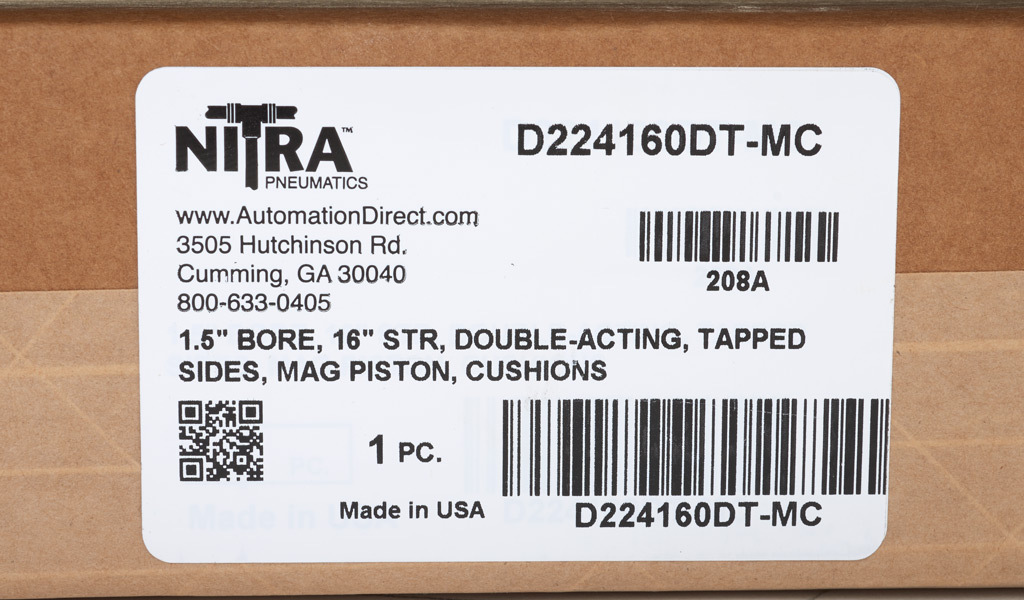 NITRA™
PNEUMATICS
D224160DT-MC
www.AutomationDirect.com
3505 Hutchinson Rd.
Cumming, GA 30040
800-633-0405
208A
1.5" BORE, 16" STR, DOUBLE-ACTING, TAPPED
SIDES, MAG PISTON, CUSHIONS
1 PC.
Made in USA
D224160DT-MC